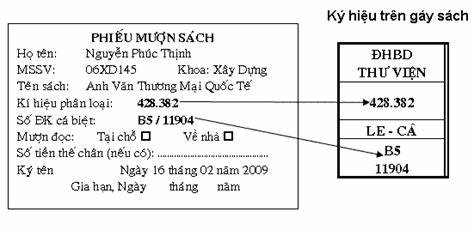 PHIẾU MƯỢN SÁCH
Họ tên: Nguyễn Phúc Thịnh
MSSV: 06XD145 Khoa: Xây Dựng
Tên sách: Anh Văn Thương Mại Quốc Tế
Kí hiệu phân loại: 428.382
Số ĐK cá biệt: B5 / 11904
Mượn đọc: Tại chỗ Về nhà
Số tiền thế chân (nếu có): ..........................................
Ký tên Ngày 16 tháng 02 năm 2009
Gia hạn, Ngày tháng năm
Ký hiệu trên gáy sách
ĐHBD
THƯ VIỆN
428.382
LE - CÂ
B5
11904